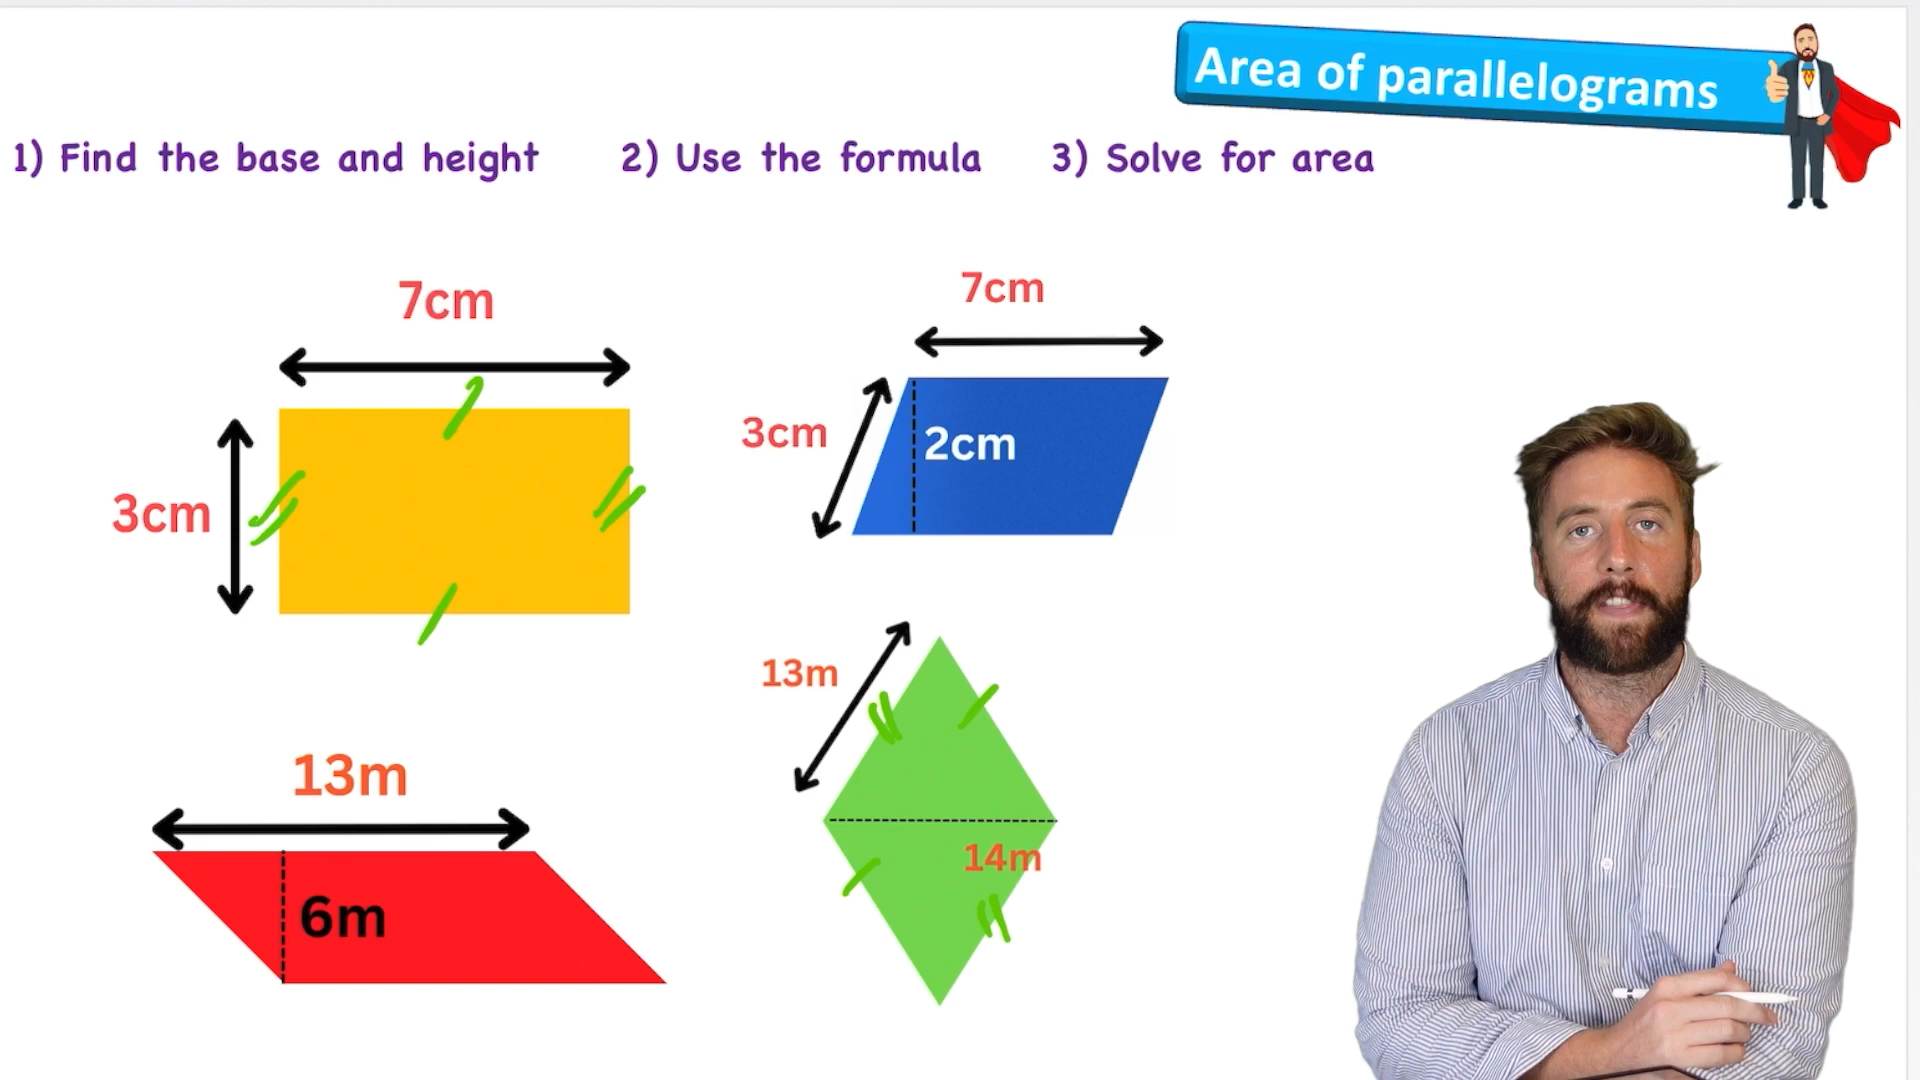 Area of parallelograms
1) Find the base and height 2) Use the formula 3) Solve for area
7cm
3cm
7cm
3cm
2cm
13m
6m
13m
14m